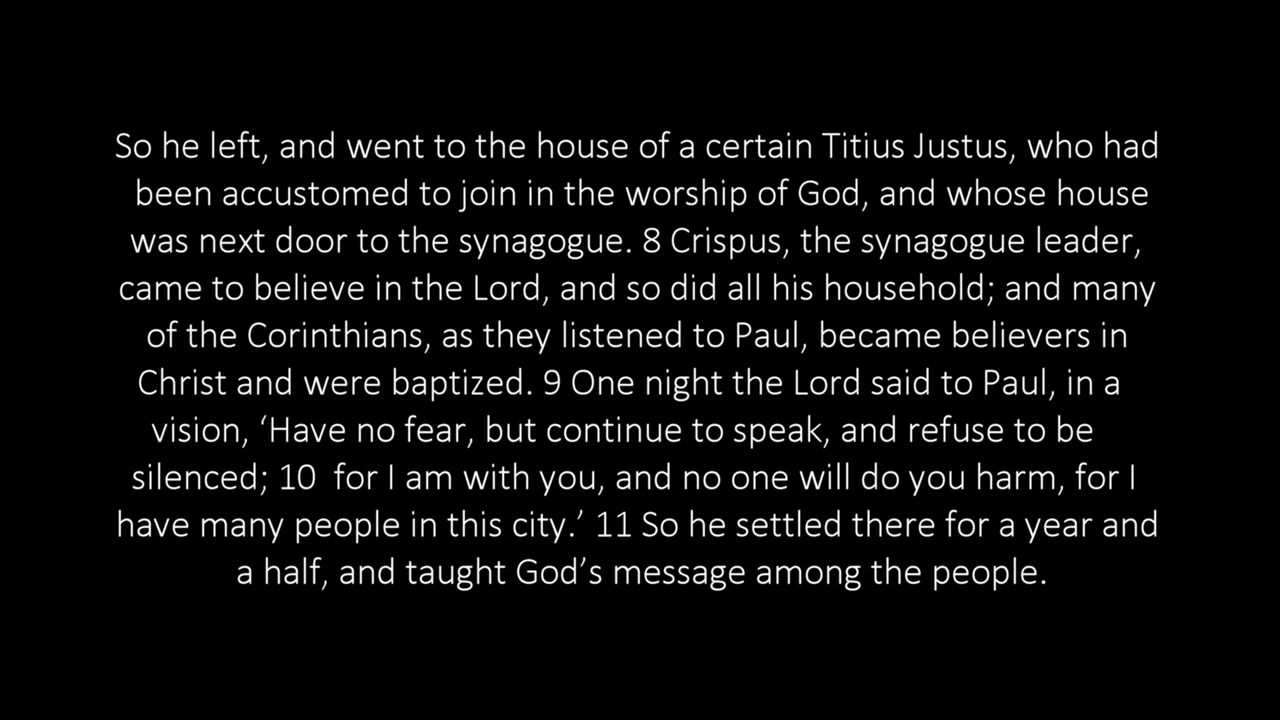 So he left, and went to the house of a certain Titius Justus, who had
been accustomed to join in the worship of God, and whose house
was next door to the synagogue. 8 Crispus, the synagogue leader,
came to believe in the Lord, and so did all his household; and many
of the Corinthians, as they listened to Paul, became believers in
Christ and were baptized. 9 One night the Lord said to Paul, in a
vision, ‘Have no fear, but continue to speak, and refuse to be
silenced; 10  for I am with you, and no one will do you harm, for I
have many people in this city.’ 11 So he settled there for a year and
a half, and taught God’s message among the people.